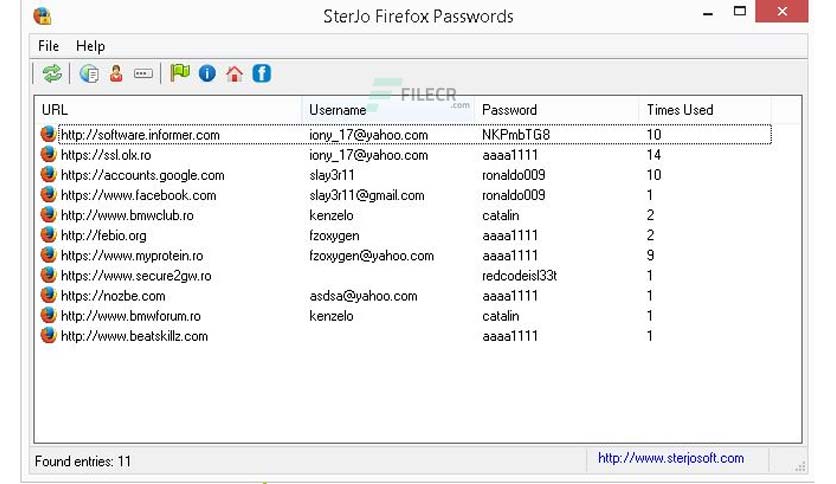 SterJo Firefox Passwords
File Help
FILECR
.com
URL Username Password Times Used
http://software.informer.com iony_17@yahoo.com NKPmbTG8 10
https://ssl.olx.ro iony_17@yahoo.com aaaa1111 14
https://accounts.google.com slay3r11 ronaldo009 10
https://www.facebook.com slay3r11@gmail.com ronaldo009 1
http://www.bmwclub.ro kenzelo catalin 2
http://febio.org fzoxygen aaaa1111 2
https://www.myprotein.ro fzoxygen@yahoo.com aaaa1111 9
https://www.secure2gw.ro redcodeisl33t 1
https://nozbe.com asdsa@yahoo.com aaaa1111 1
http://www.bmwforum.ro kenzelo catalin 1
http://www.beatskillz.com aaaa1111 1
Found entries: 11 http://www.sterjosoft.com